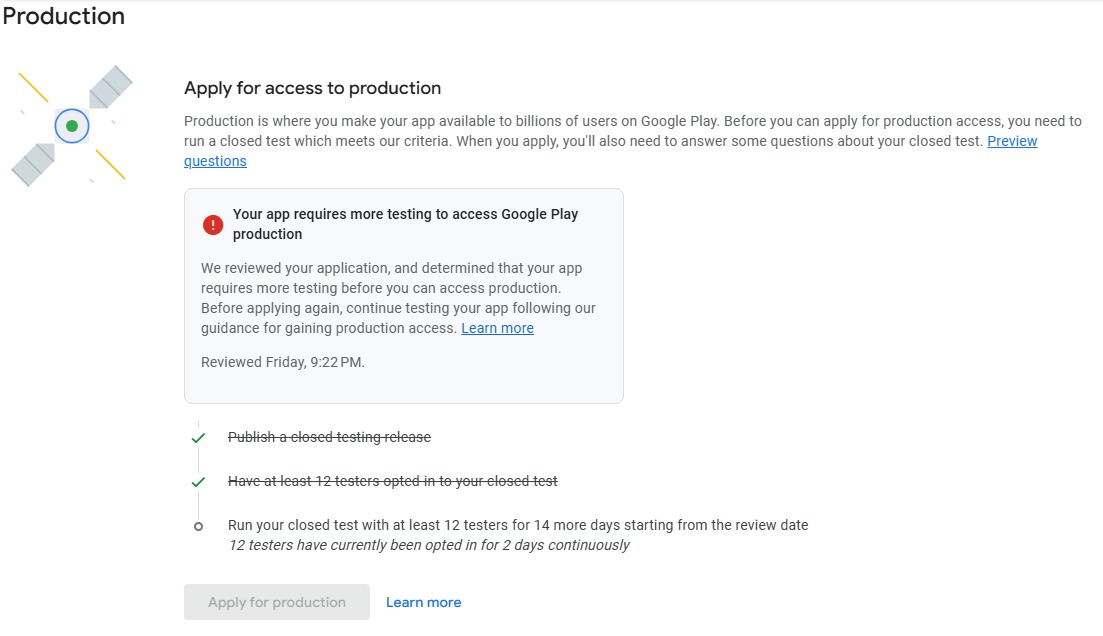 Production
Apply for access to production
Production is where you make your app available to billions of users on Google Play. Before you can apply for production access, you need to
run a closed test which meets our criteria. When you apply, you'll also need to answer some questions about your closed test. Preview
questions
Your app requires more testing to access Google Play
production
We reviewed your application, and determined that your app
requires more testing before you can access production.
Before applying again, continue testing your app following our
guidance for gaining production access. Learn more
Reviewed Friday, 9:22 PM.
Publish a closed testing release
Have at least 12 testers opted in to your closed test
Run your closed test with at least 12 testers for 14 more days starting from the review date
12 testers have currently been opted in for 2 days continuously
Apply for production
Learn more